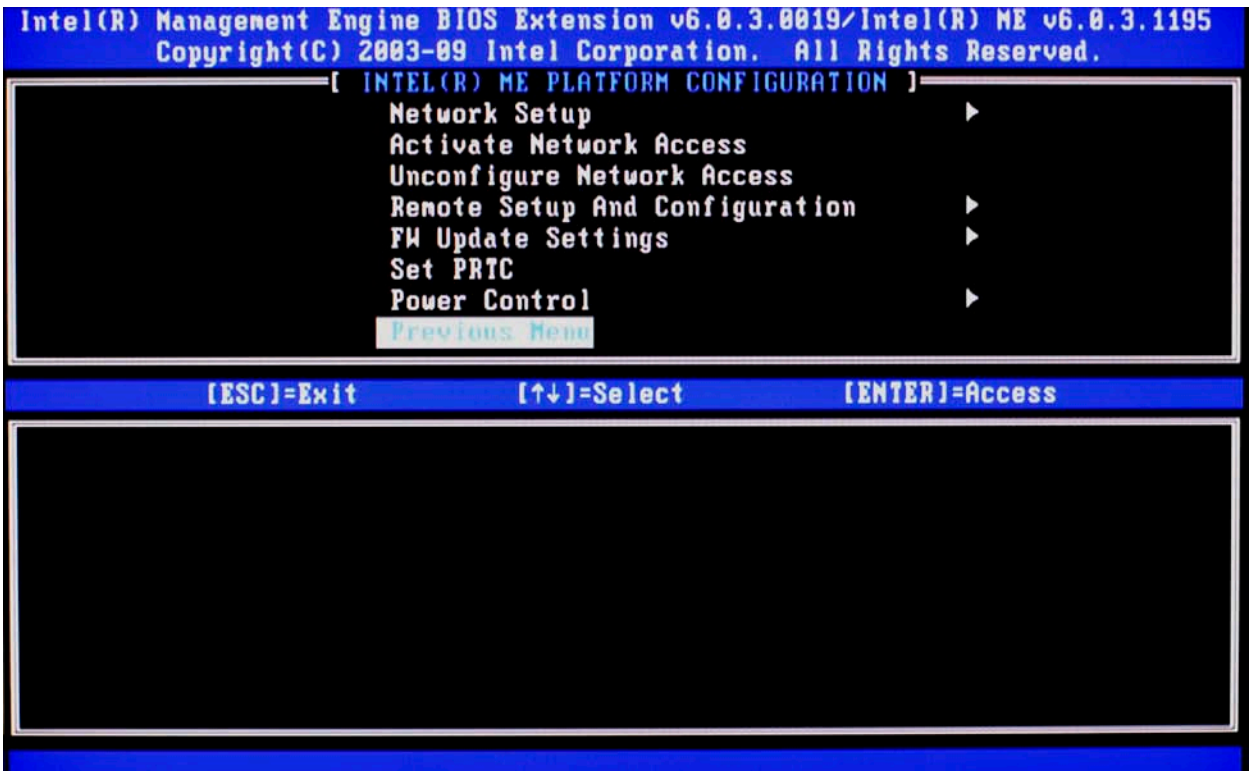 Intel(R) Management Engine BIOS Extension v6.0.3.0019/Intel(R) ME v6.0.3.1195
Copyright(C) 2003-09 Intel Corporation. All Rights Reserved.
[ INTEL(R) ME PLATFORM CONFIGURATION ]
Network Setup ►
Activate Network Access
Unconfigure Network Access
Remote Setup And Configuration ►
FW Update Settings ►
Set PRTC
Power Control ►
Previous Menu
[ESC]=Exit [↑↓]=Select [ENTER]=Access